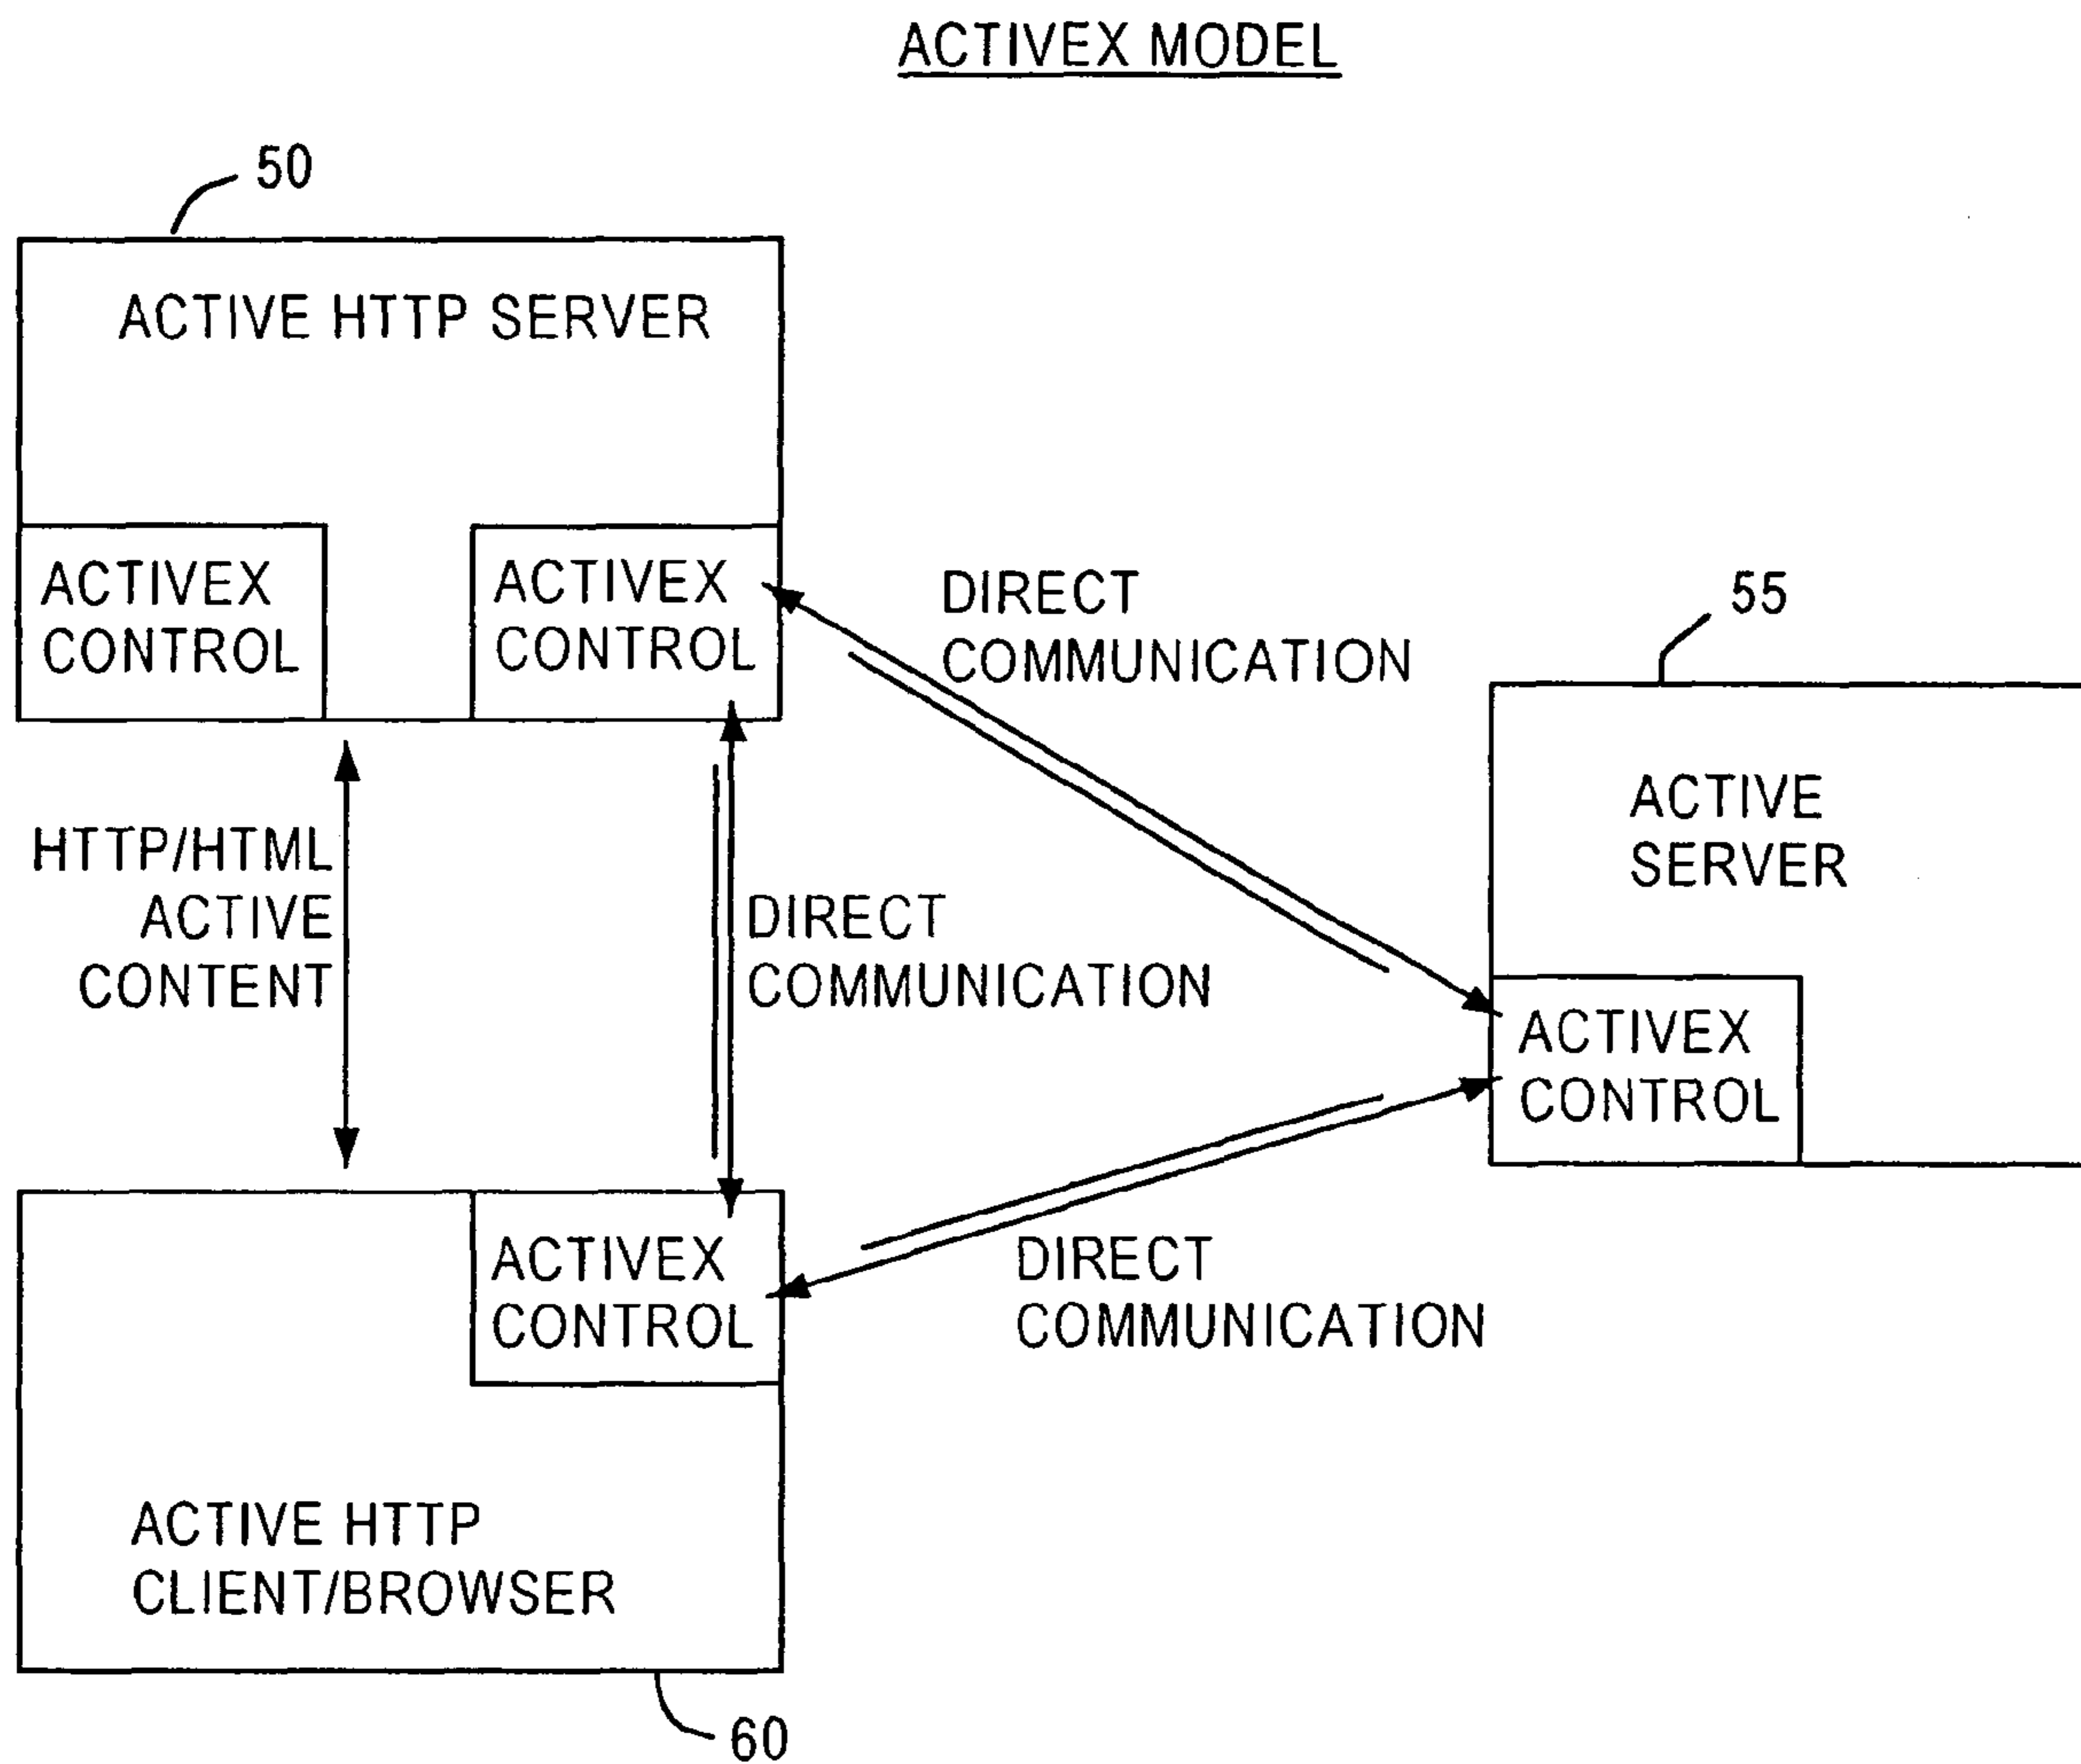 ACTIVEX MODEL
50
ACTIVE HTTP SERVER
ACTIVEX
CONTROL
ACTIVEX
CONTROL
DIRECT
COMMUNICATION
55
ACTIVE
SERVER
HTTP/HTML
ACTIVE
CONTENT
DIRECT
COMMUNICATION
ACTIVEX
CONTROL
ACTIVEX
CONTROL
DIRECT
COMMUNICATION
ACTIVE HTTP
CLIENT/BROWSER
60